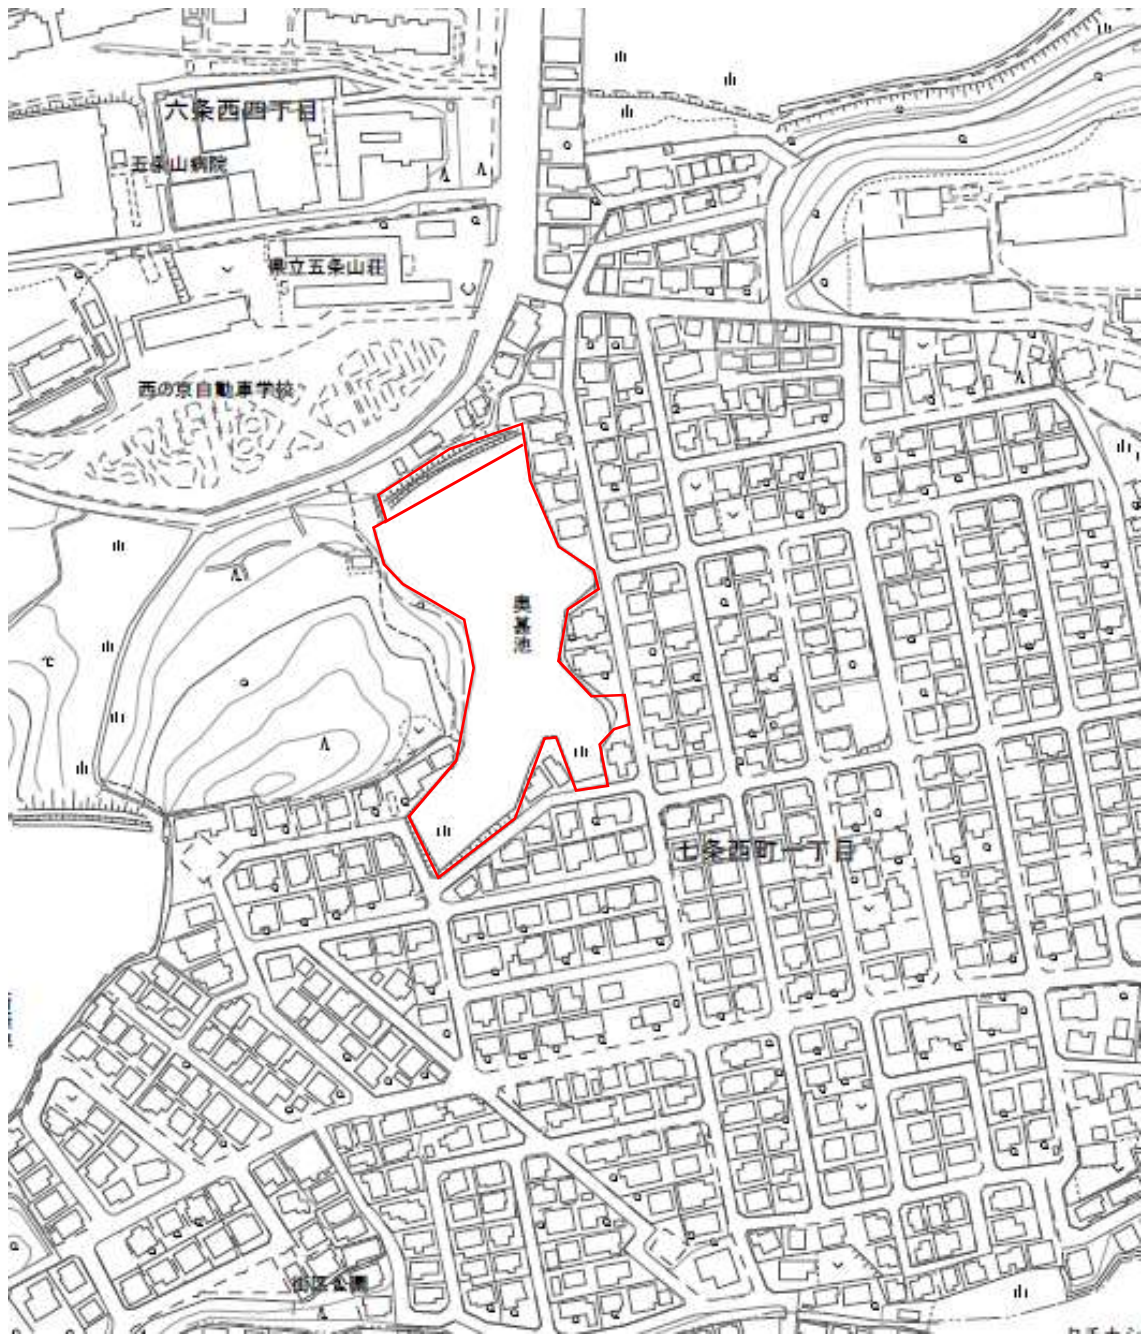 六条西四丁目
五条山病院
県立五条山荘
西の京自動車学校
奥甚池
七条西町一丁目
街区公園